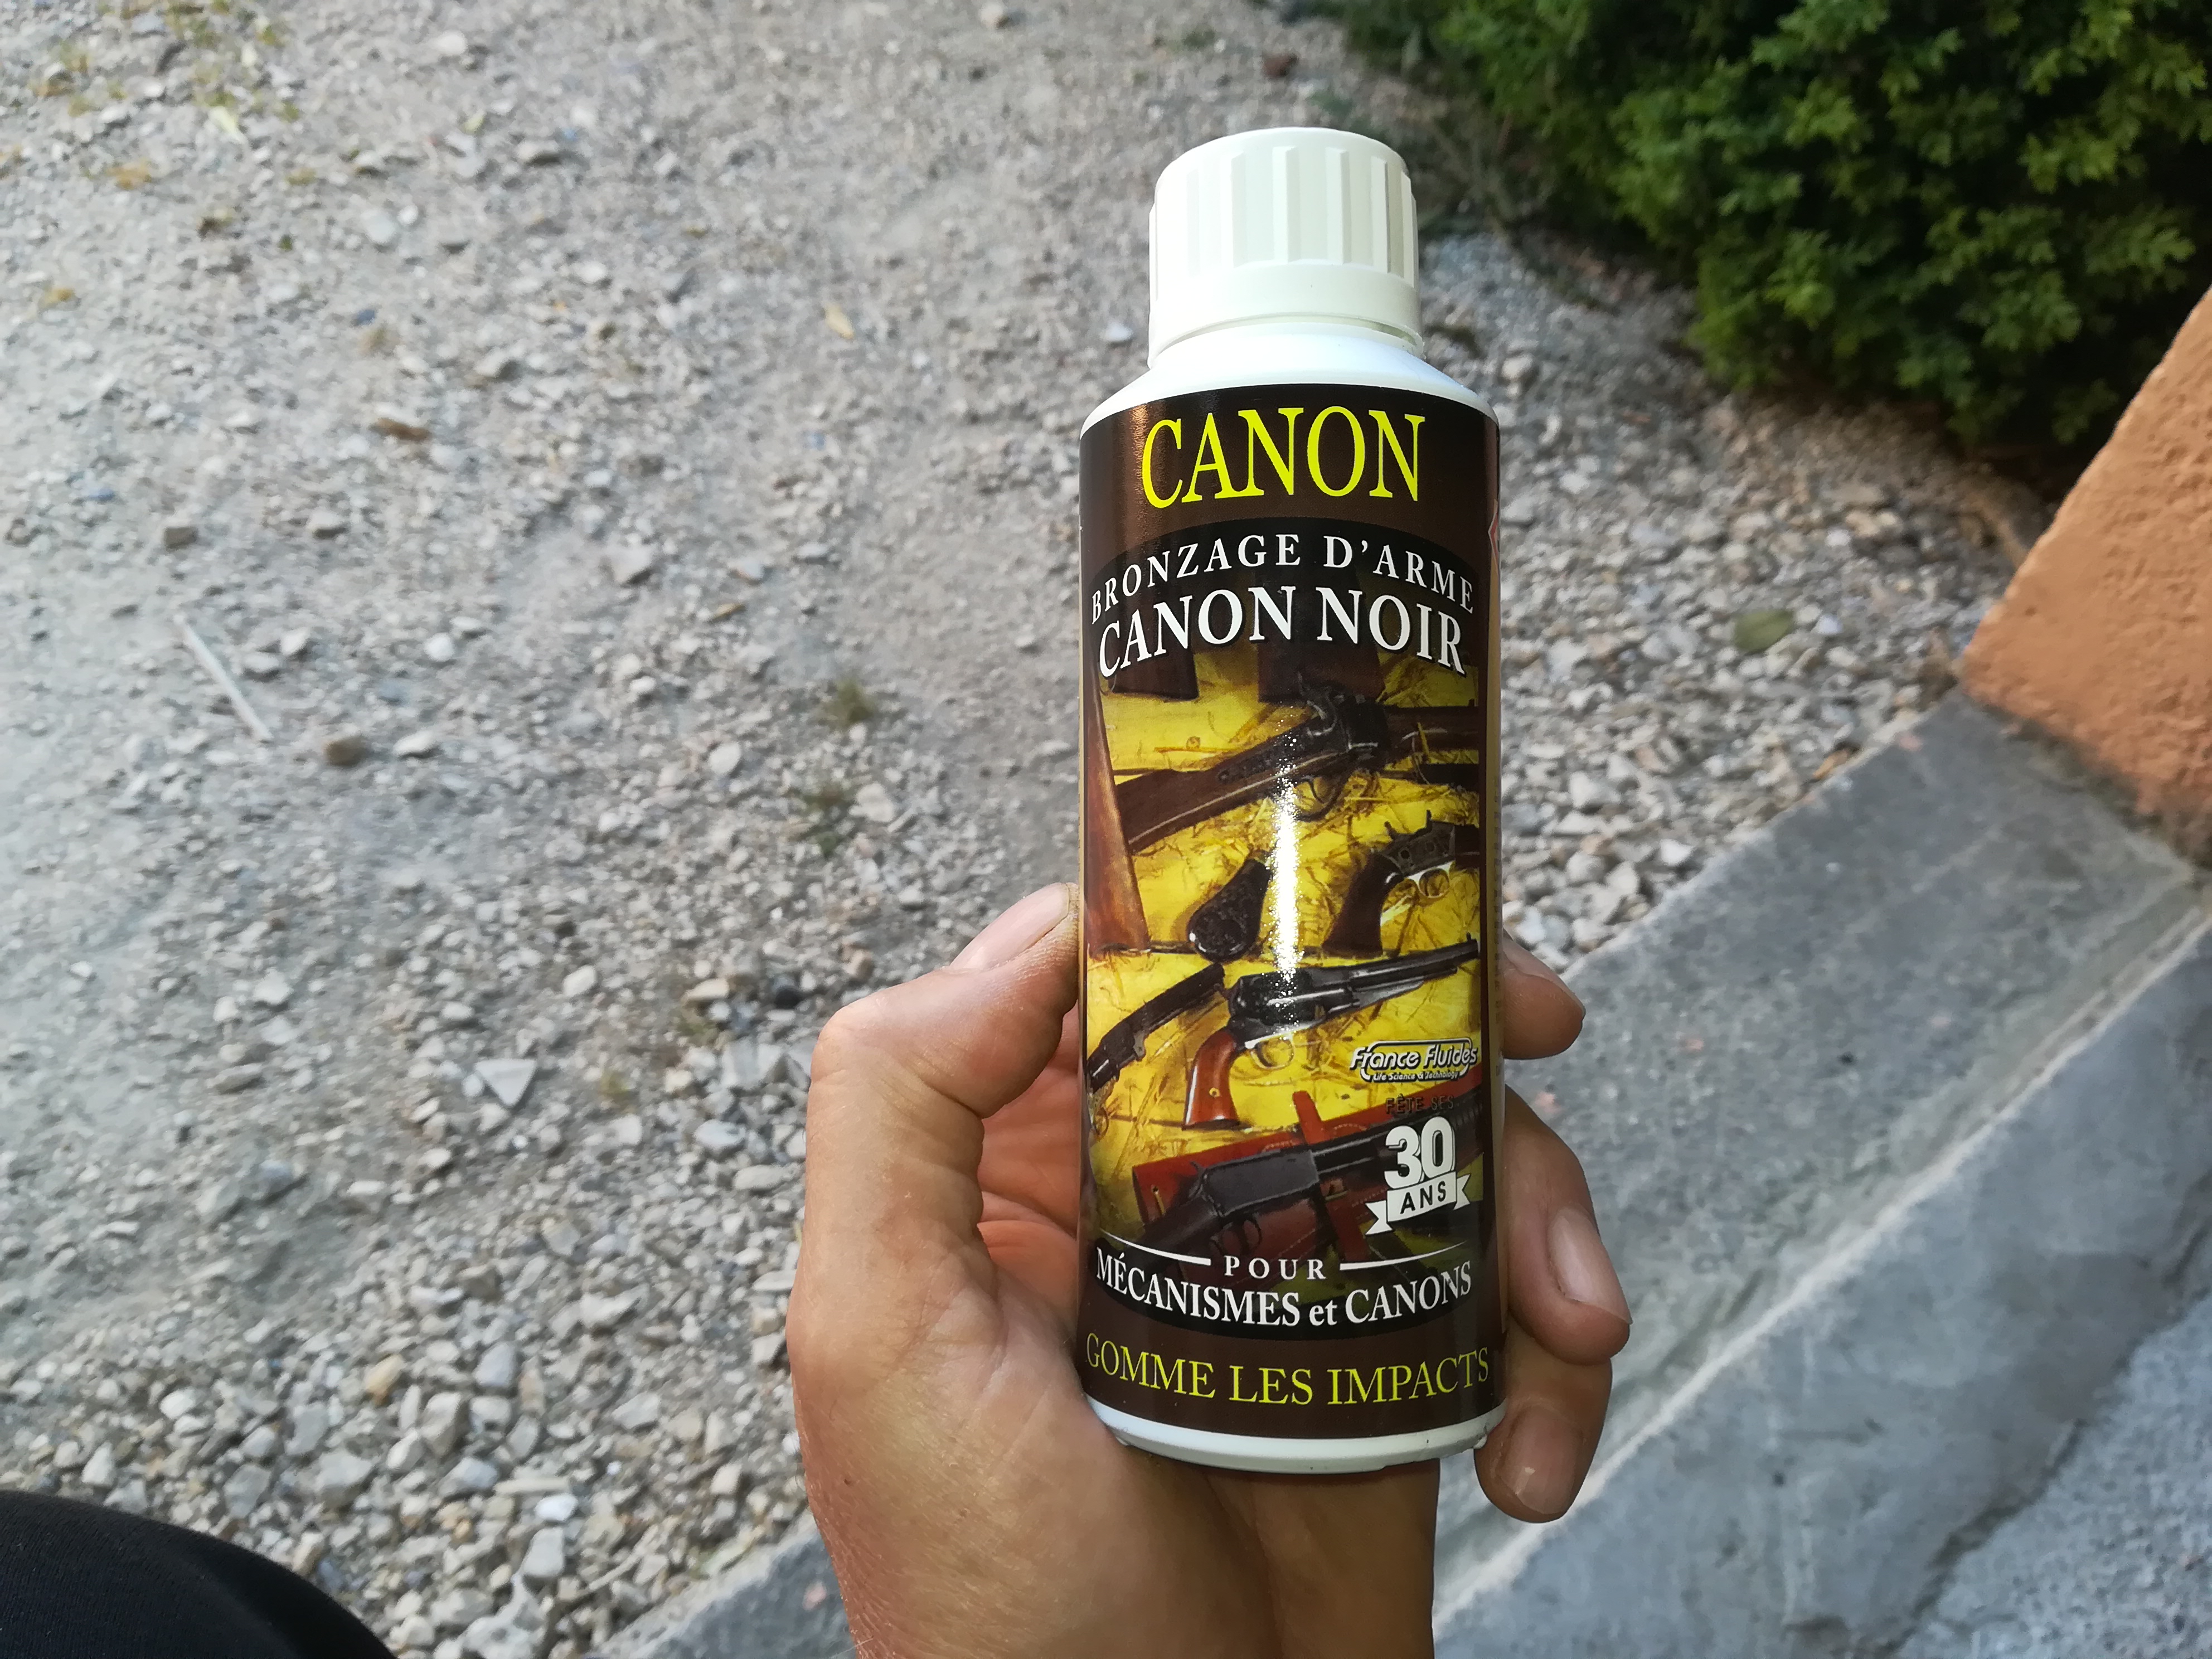 CANON
BRONZAGE D'ARME
CANON NOIR
France Fluides
Life Science & Technology
FÊTE SES
30
ANS
POUR
MÉCANISMES et CANONS
GOMME LES IMPACTS